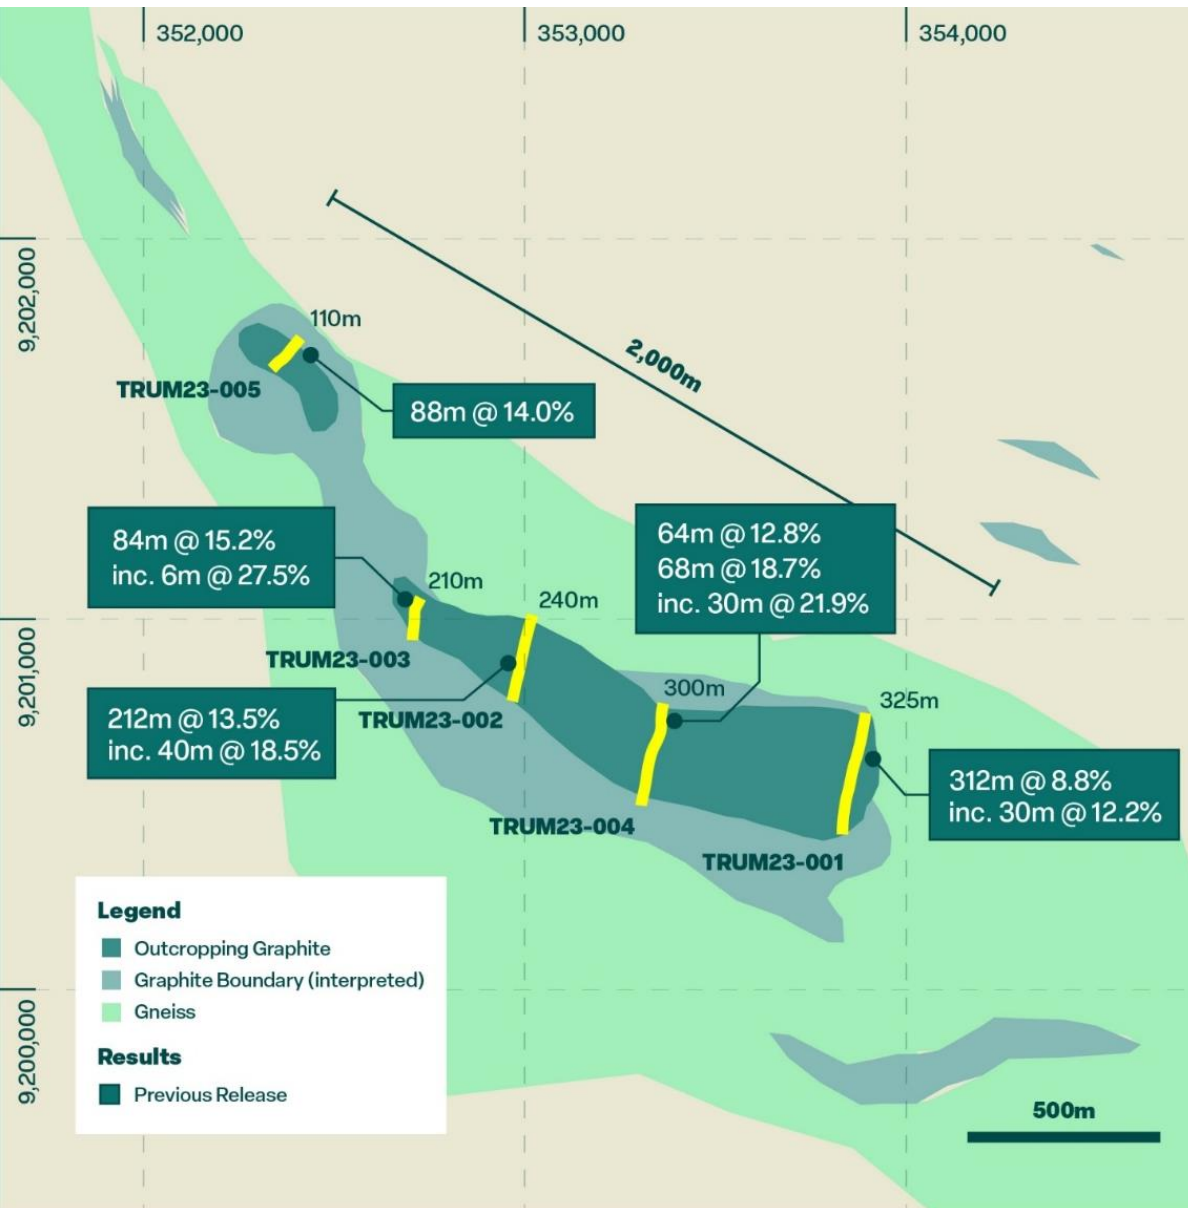 352,000
353,000
354,000
9,202,000
110m
2,000m
TRUM23-005
88m @ 14.0%
84m @ 15.2%
inc. 6m @ 27.5%
64m @ 12.8%
68m @ 18.7%
inc. 30m @ 21.9%
210m
240m
9,201,000
TRUM23-003
300m
325m
212m @ 13.5%
inc. 40m @ 18.5%
TRUM23-002
312m @ 8.8%
inc. 30m @ 12.2%
TRUM23-004
TRUM23-001
Legend
Outcropping Graphite
Graphite Boundary (interpreted)
Gneiss
9,200,000
Results
Previous Release
500m